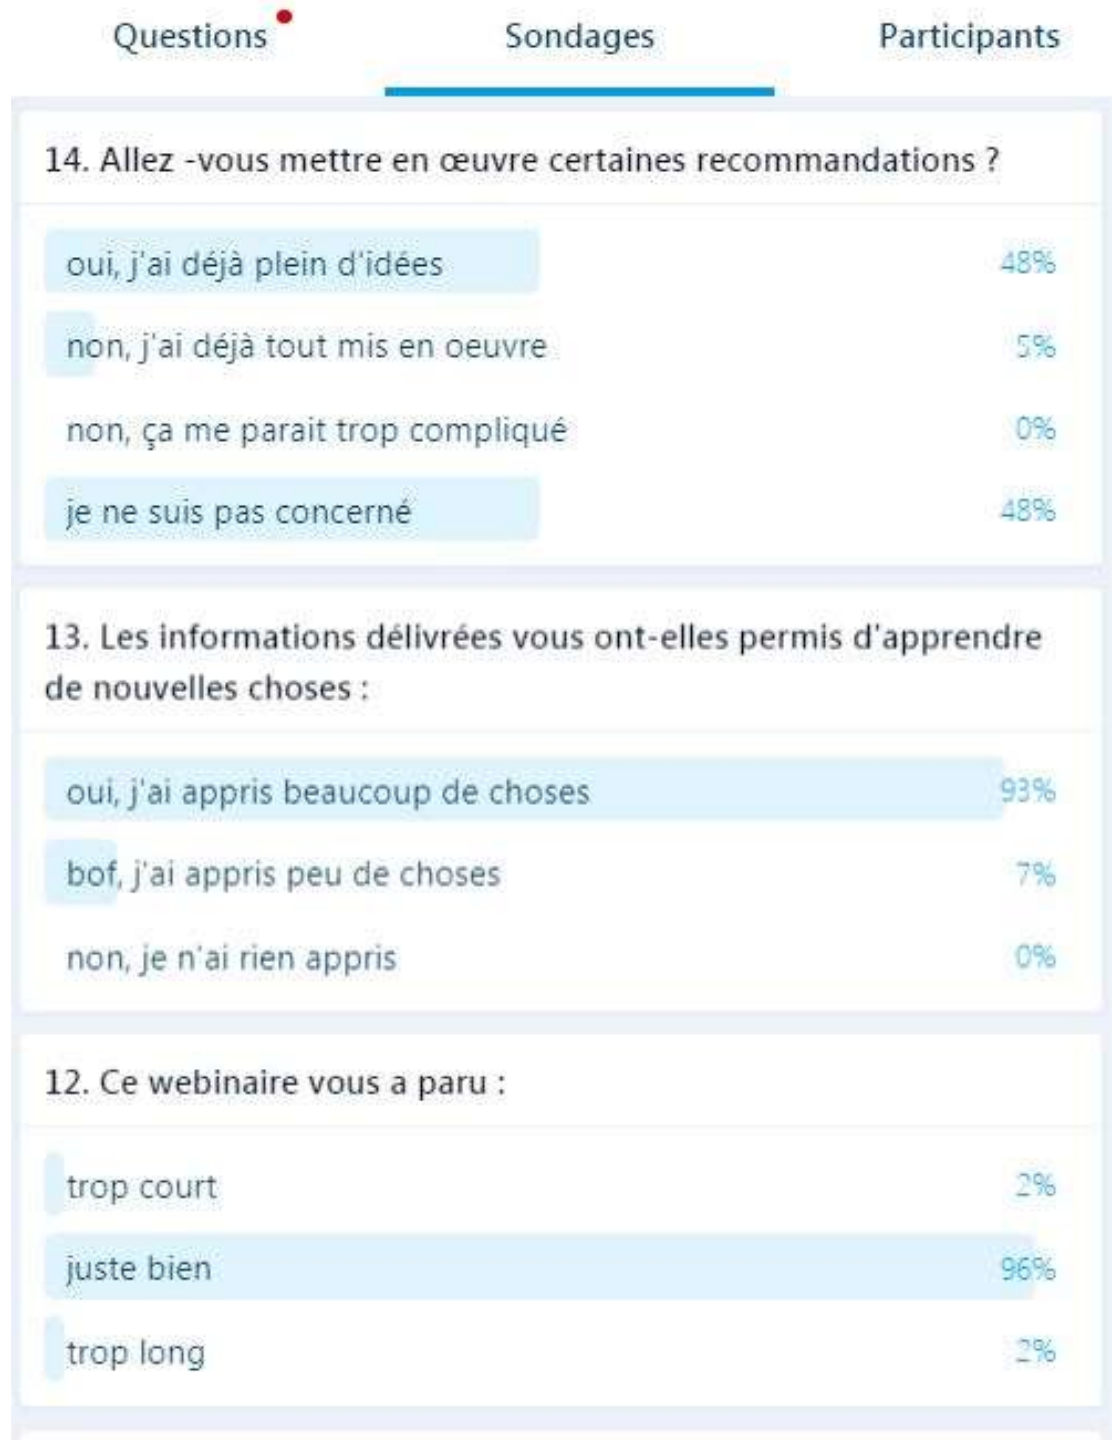 Questions Sondages Participants
14. Allez -vous mettre en œuvre certaines recommandations ?
oui, j'ai déjà plein d'idées 48%
non, j'ai déjà tout mis en oeuvre 5%
non, ça me parait trop compliqué 0%
je ne suis pas concerné 48%
13. Les informations délivrées vous ont-elles permis d'apprendre
de nouvelles choses :
oui, j'ai appris beaucoup de choses 93%
bof, j'ai appris peu de choses 7%
non, je n'ai rien appris 0%
12. Ce webinaire vous a paru :
trop court 2%
juste bien 96%
trop long 2%